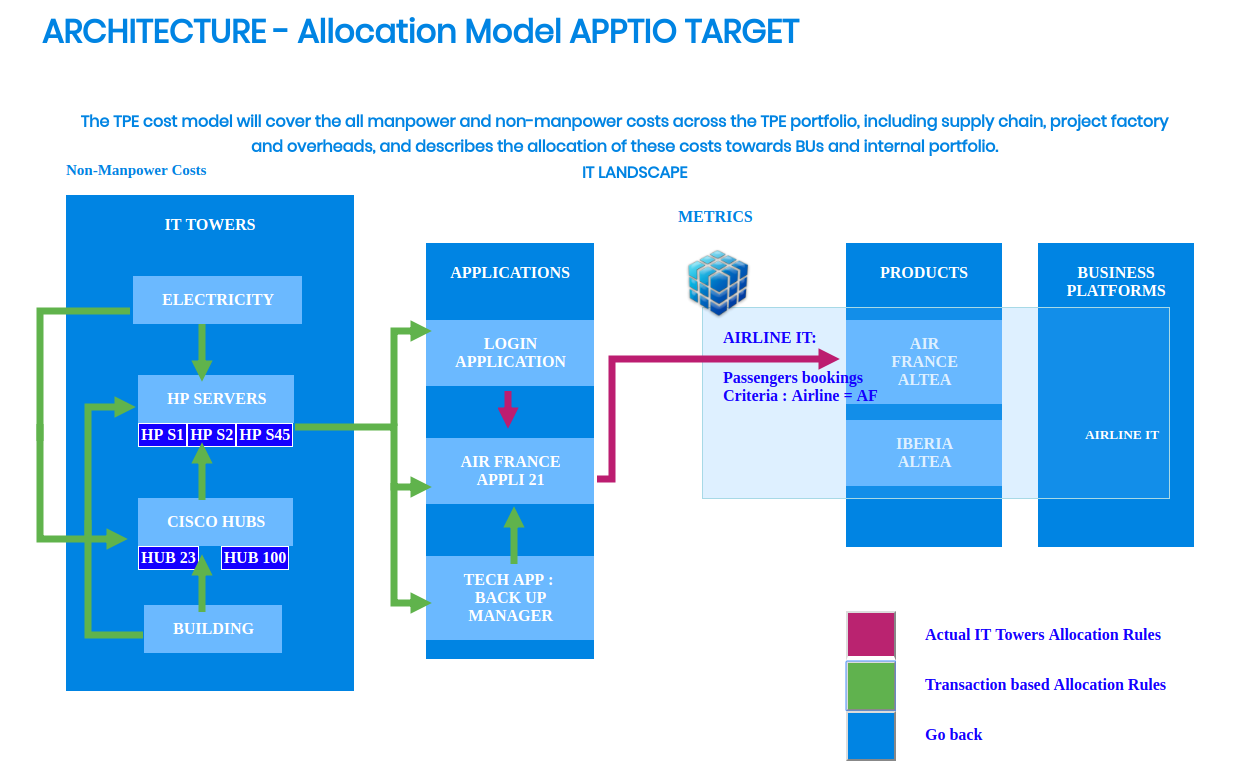 ARCHITECTURE - Allocation Model APPTIO TARGET
The TPE cost model will cover the all manpower and non-manpower costs across the TPE portfolio, including supply chain, project factory
and overheads, and describes the allocation of these costs towards BUs and internal portfolio.
Non-Manpower Costs
IT LANDSCAPE
METRICS
IT TOWERS
ELECTRICITY
HP SERVERS
HP S1 HP S2 HP S45
CISCO HUBS
HUB 23 HUB 100
BUILDING
APPLICATIONS
LOGIN
APPLICATION
AIR FRANCE
APPLI 21
TECH APP :
BACK UP
MANAGER
AIRLINE IT:
Passengers bookings
Criteria : Airline = AF
PRODUCTS
AIR
FRANCE
ALTEA
IBERIA
ALTEA
BUSINESS
PLATFORMS
AIRLINE IT
Actual IT Towers Allocation Rules
Transaction based Allocation Rules
Go back